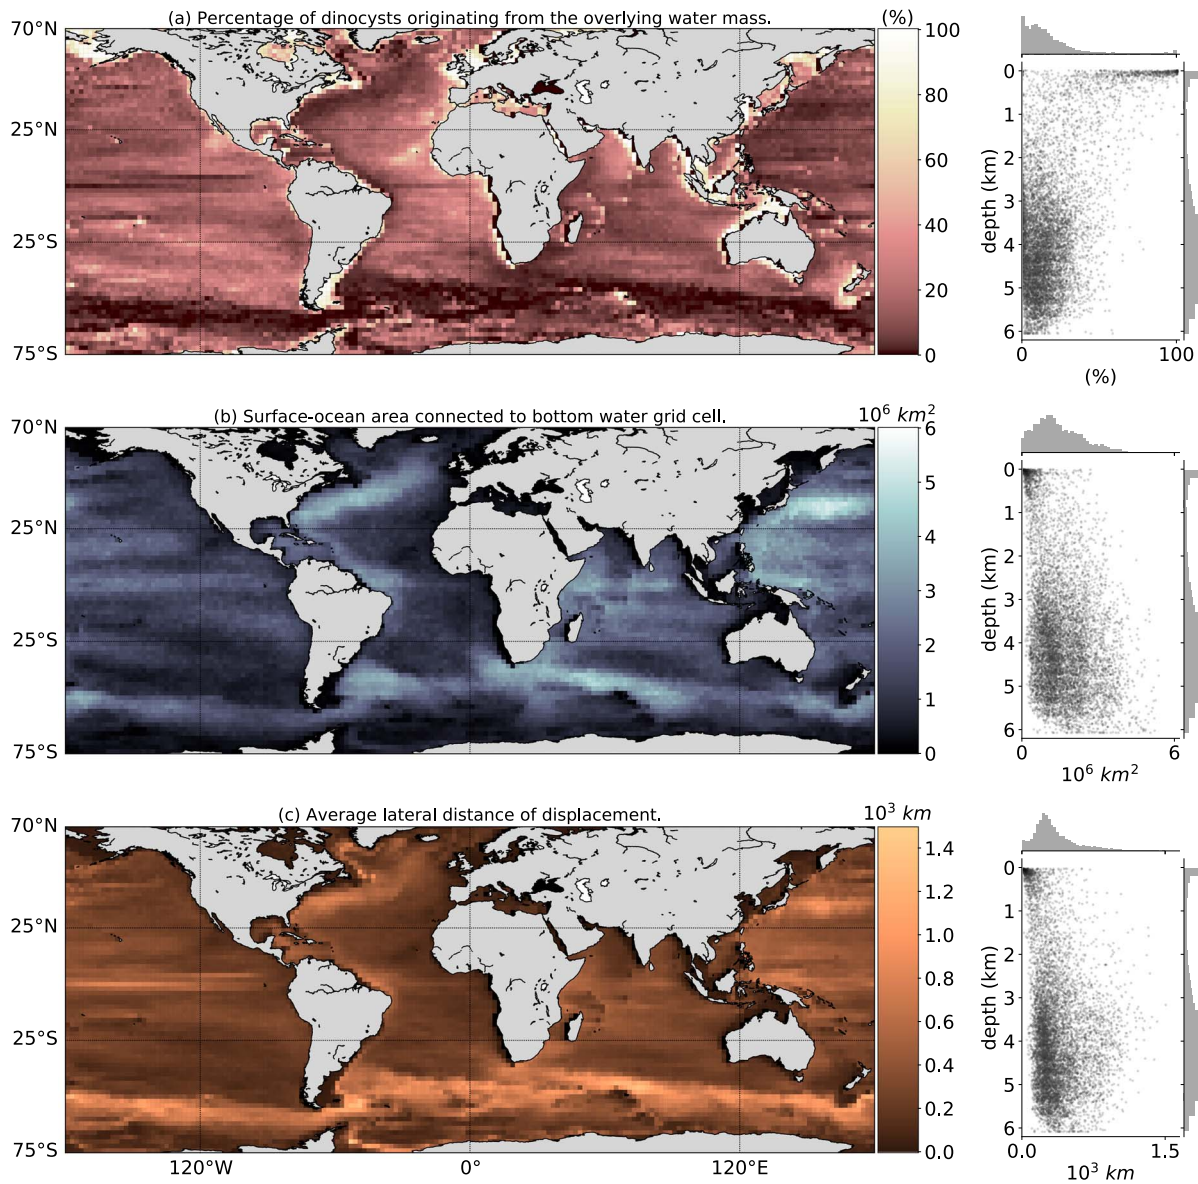 (a) Percentage of dinocysts originating from the overlying water mass.
(%)
70°N
25°N
25°S
75°S
100
80
60
40
20
0
0
1
2
3
4
5
6
depth (km)
0
100
(%)
(b) Surface-ocean area connected to bottom water grid cell.
10⁶ km²
70°N
25°N
25°S
75°S
6
5
4
3
2
1
0
0
1
2
3
4
5
6
depth (km)
0
6
10⁶ km²
(c) Average lateral distance of displacement.
10³ km
70°N
25°N
25°S
75°S
120°W
0°
120°E
1.4
1.2
1.0
0.8
0.6
0.4
0.2
0.0
0
1
2
3
4
5
6
depth (km)
0.0
1.5
10³ km